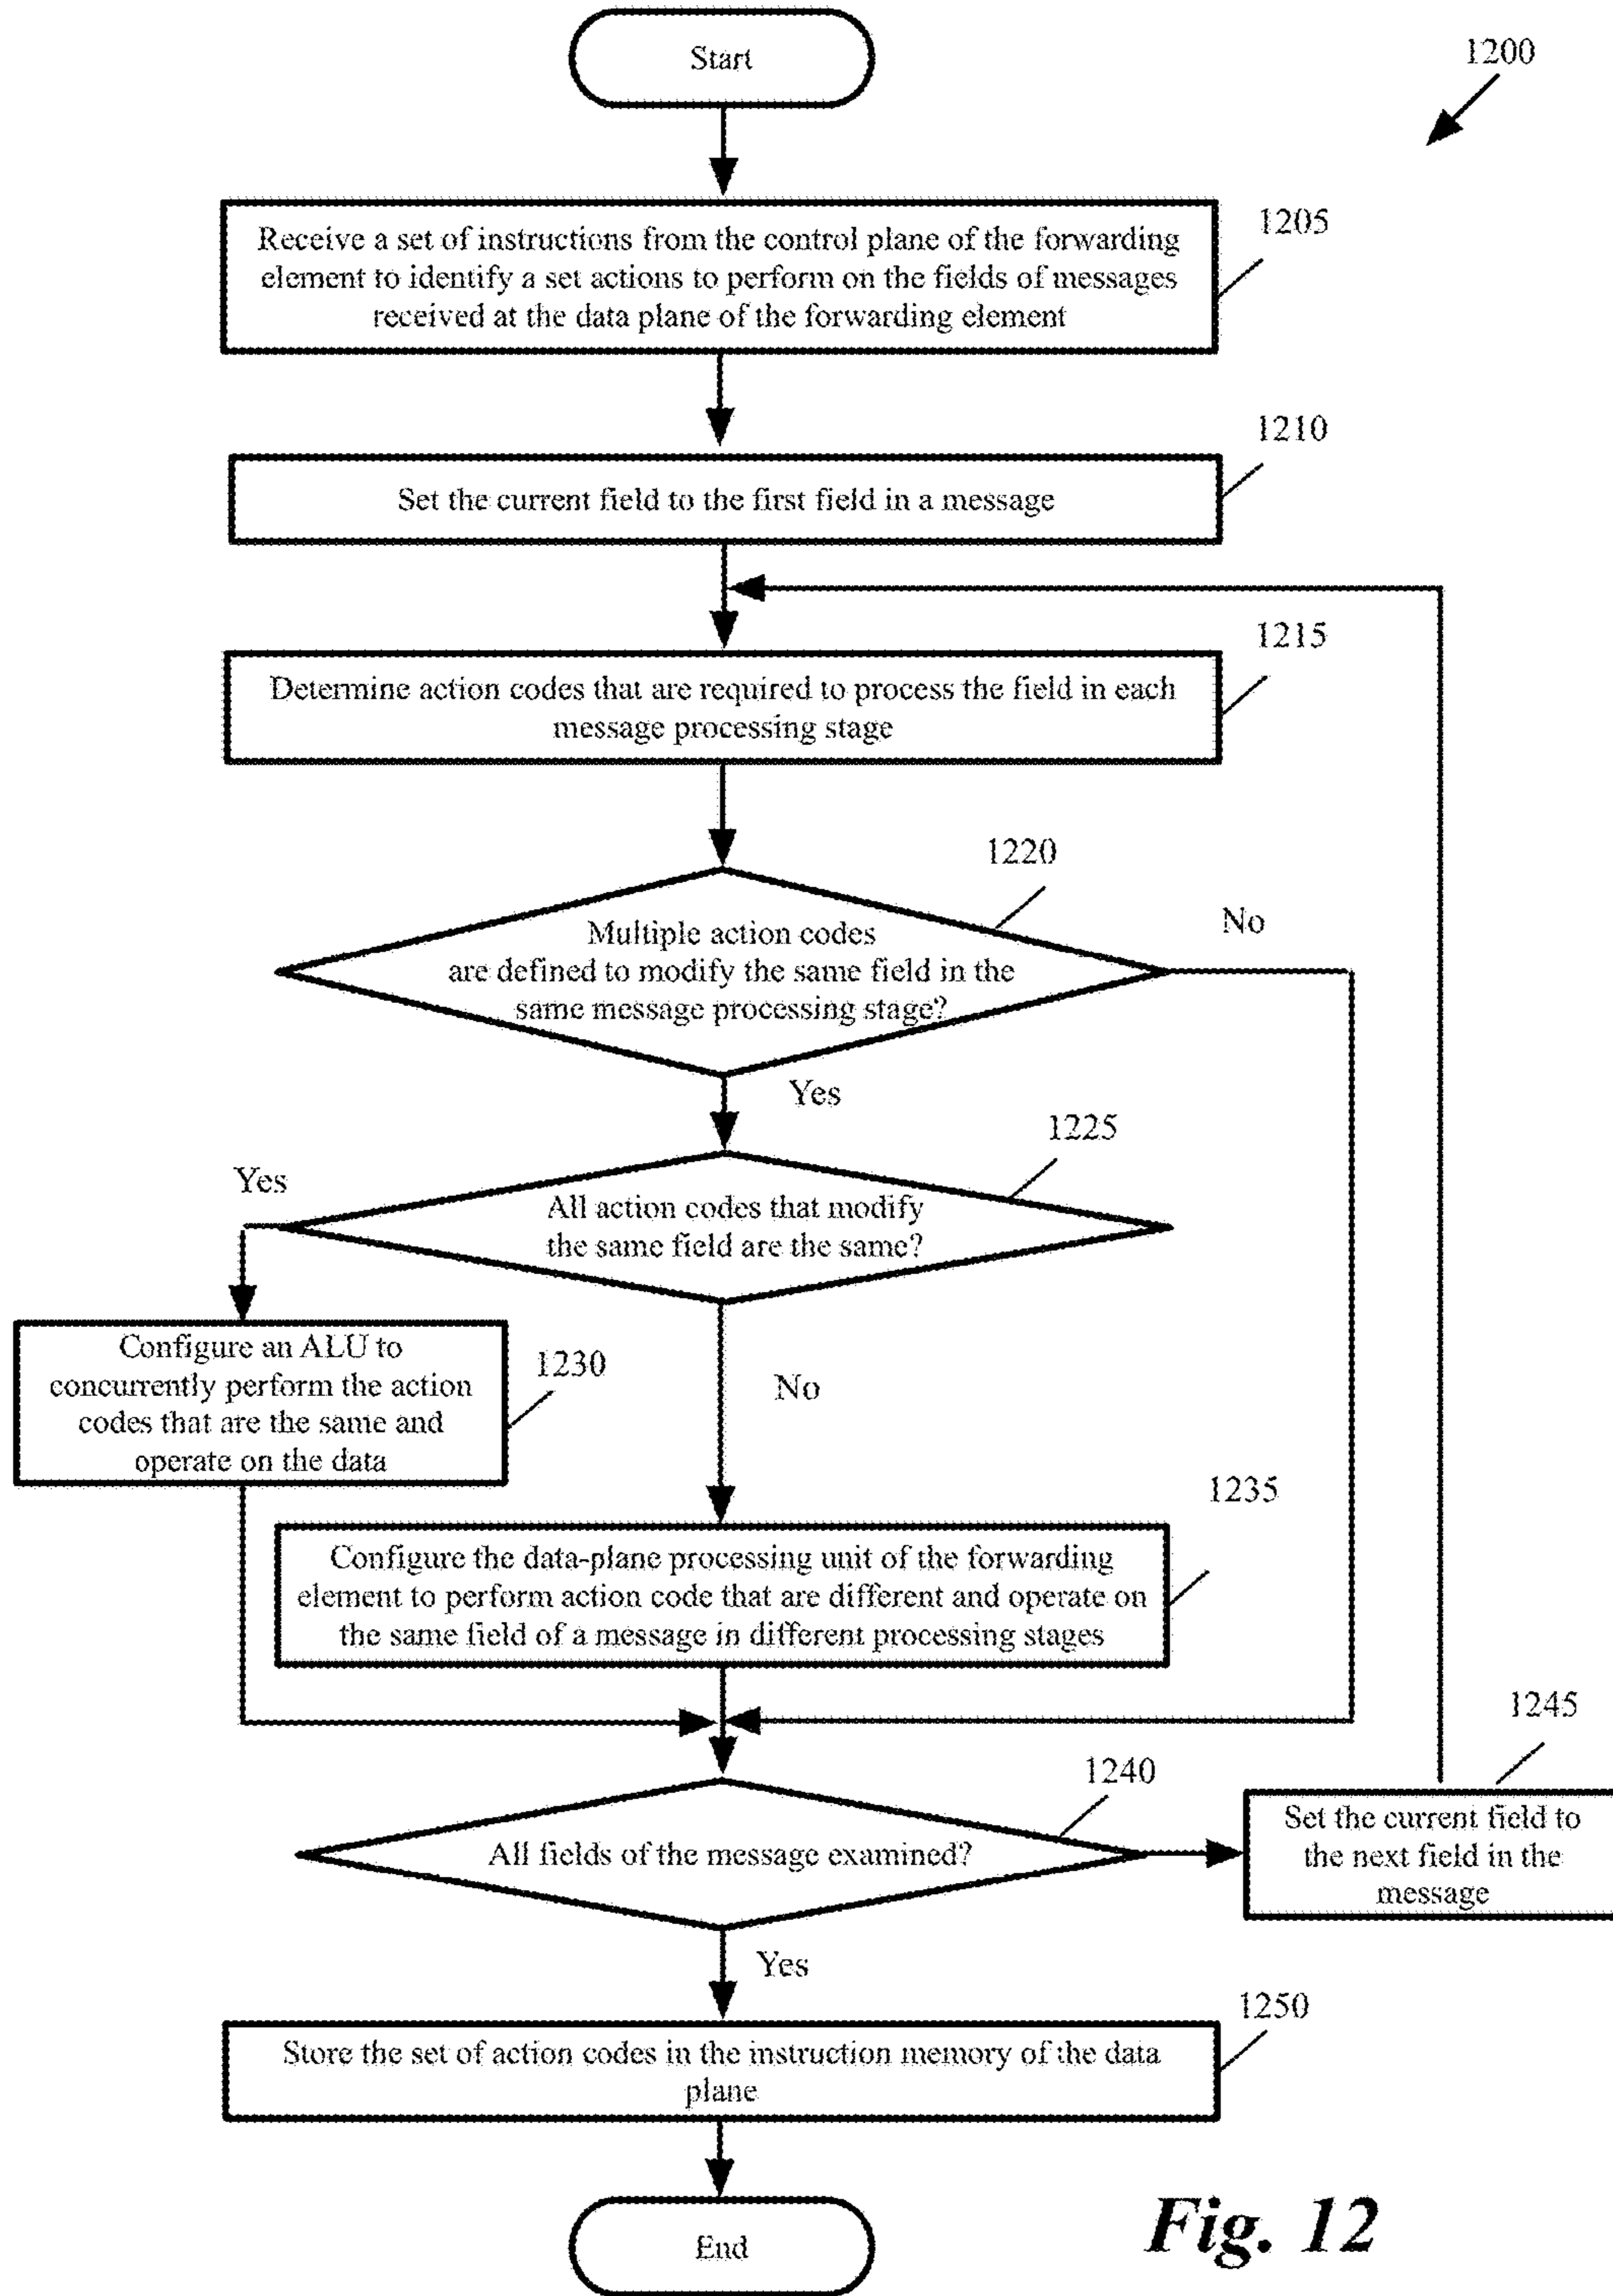 Start
1200
Receive a set of instructions from the control plane of the forwarding
element to identify a set actions to perform on the fields of messages
received at the data plane of the forwarding element
1205
1210
Set the current field to the first field in a message
1215
Determine action codes that are required to process the field in each
message processing stage
1220
No
Multiple action codes
are defined to modify the same field in the
same message processing stage?
Yes
1225
Yes
All action codes that modify
the same field are the same?
Configure an ALU to
concurrently perform the action
codes that are the same and
operate on the data
1230
No
1235
Configure the data-plane processing unit of the forwarding
element to perform action code that are different and operate on
the same field of a message in different processing stages
1240
1245
All fields of the message examined?
Set the current field to
the next field in the
message
Yes
1250
Store the set of action codes in the instruction memory of the data
plane
End
Fig. 12